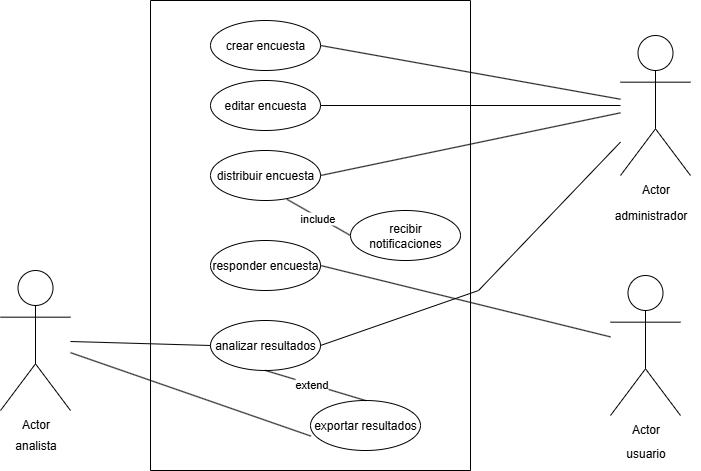 crear encuesta
editar encuesta
distribuir encuesta
include
recibir
notificaciones
responder encuesta
analizar resultados
extend
exportar resultados
Actor
administrador
Actor
analista
Actor
usuario